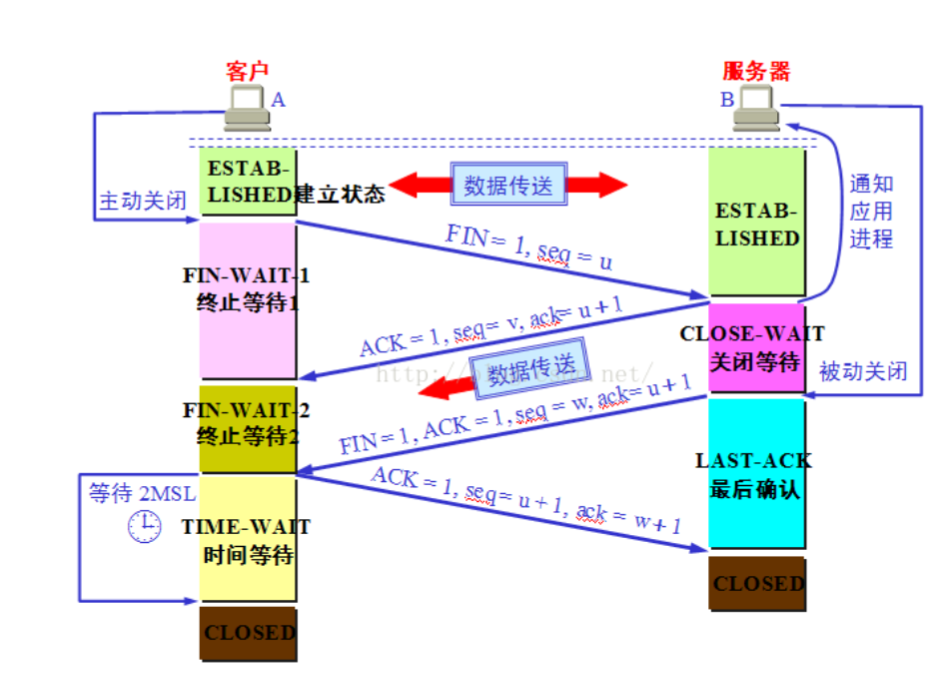 客户
服务器
A
B
ESTAB-
LISHED建立状态
数据传送
主动关闭
ESTAB-
LISHED
通知
应用
进程
FIN = 1, seq = u
FIN-WAIT-1
终止等待1
ACK = 1, seq= v, ack= u + 1
CLOSE-WAIT
关闭等待
数据传送
被动关闭
FIN-WAIT-2
终止等待2
FIN = 1, ACK = 1, seq = w, ack= u + 1
LAST-ACK
最后确认
ACK = 1, seq= u + 1, ack = w + 1
等待 2MSL
TIME-WAIT
时间等待
CLOSED
CLOSED